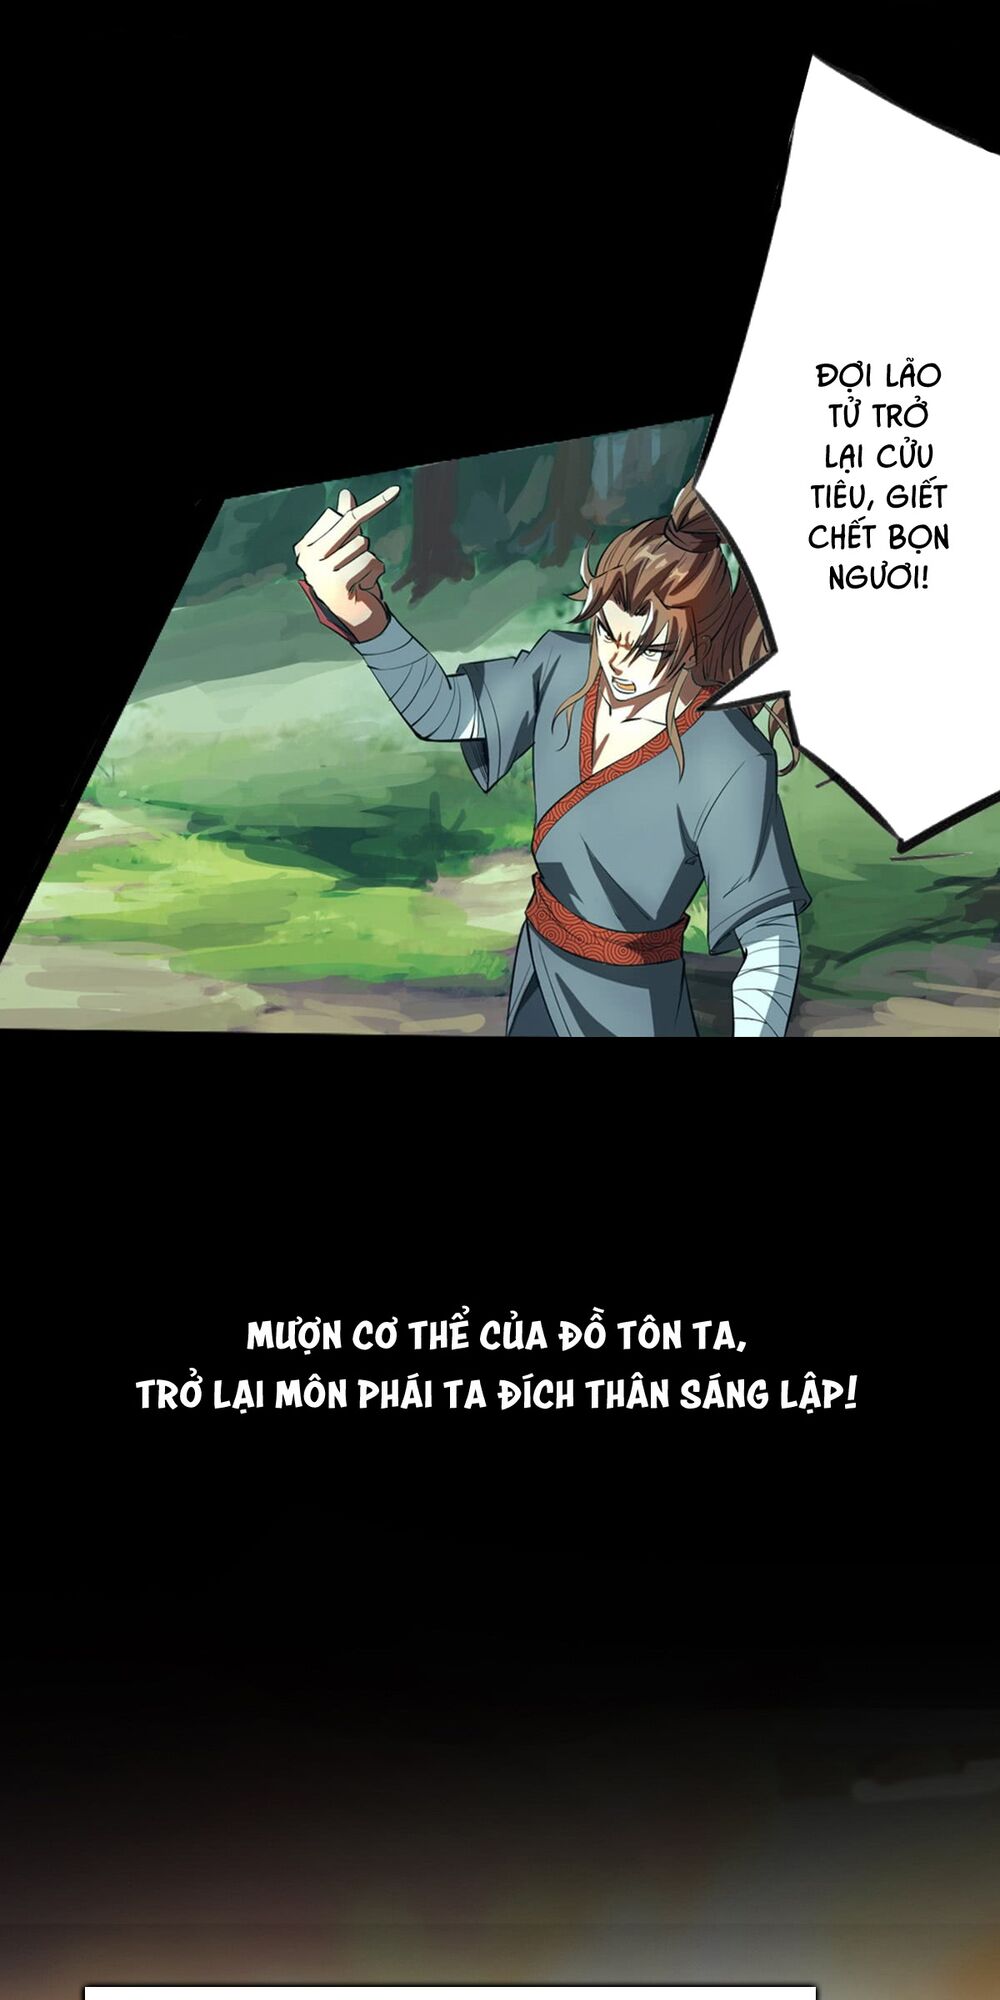 ĐỢI LÃO
TỬ TRỞ
LẠI CỬU
TIÊU, GIẾT
CHẾT BỌN
NGƯƠI!
MƯỢN CƠ THỂ CỦA ĐỒ TÔN TA,
TRỞ LẠI MÔN PHÁI TA ĐÍCH THÂN SÁNG LẬP!